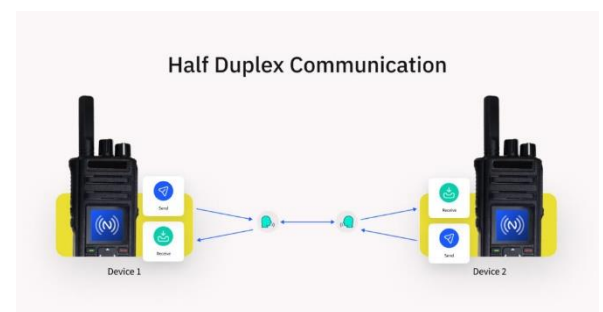 Half Duplex Communication
Send
Receive
Device 1
Receive
Send
Device 2